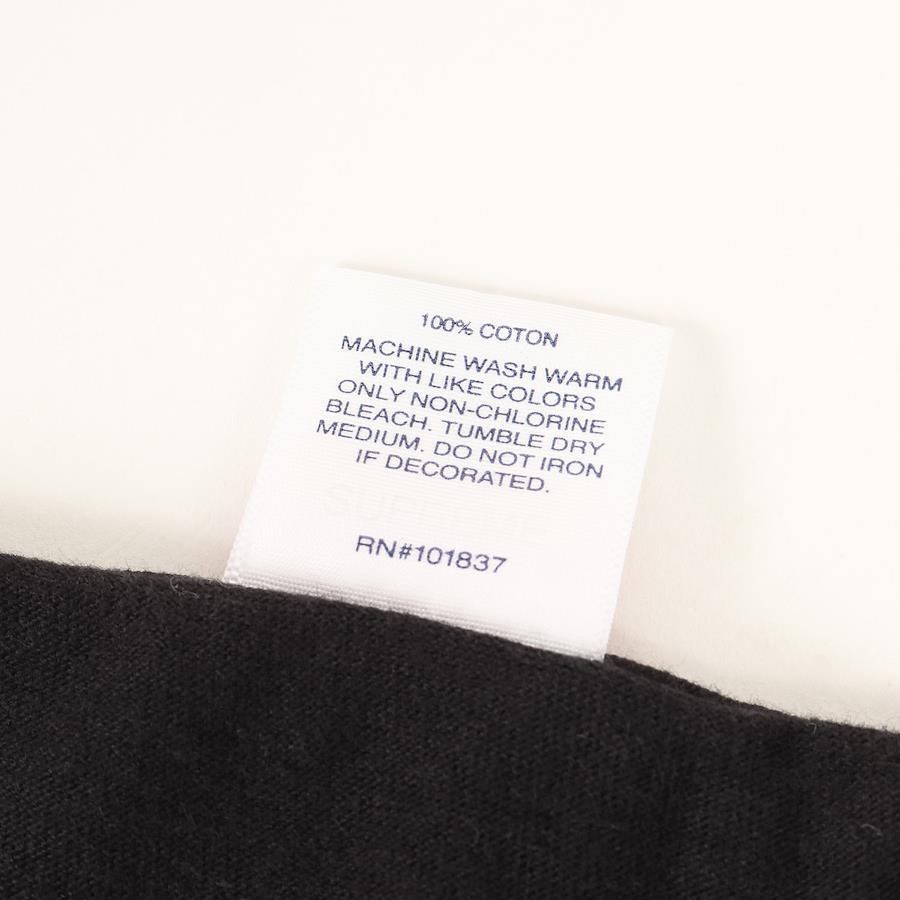 100% COTON
MACHINE WASH WARM
WITH LIKE COLORS
ONLY NON-CHLORINE
BLEACH. TUMBLE DRY
MEDIUM. DO NOT IRON
IF DECORATED.
SUPREME
RN#101837